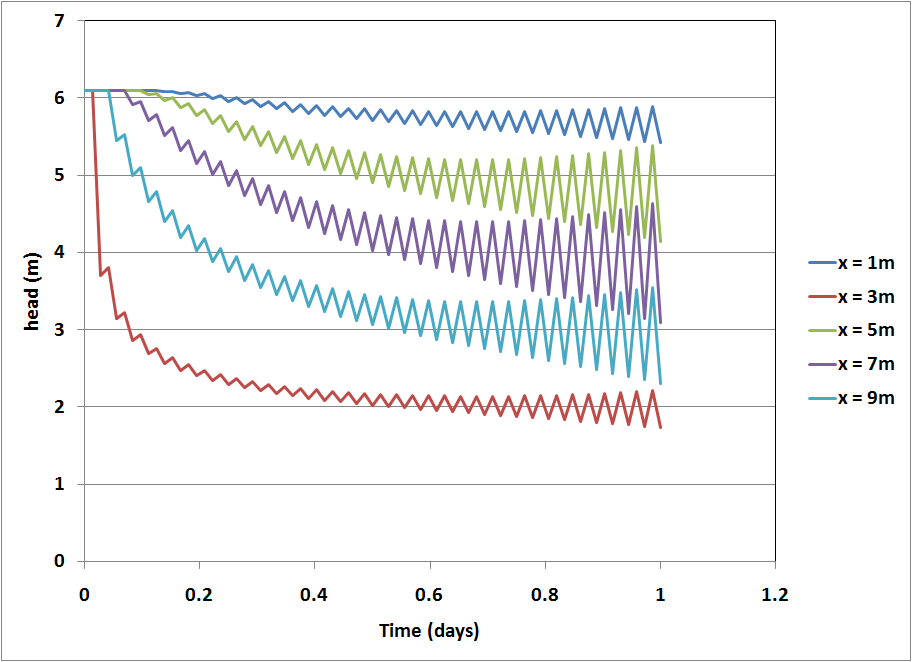 7
6
5
4
3
2
1
0
head (m)
0 0.2 0.4 0.6 0.8 1 1.2
Time (days)
x = 1m
x = 3m
x = 5m
x = 7m
x = 9m